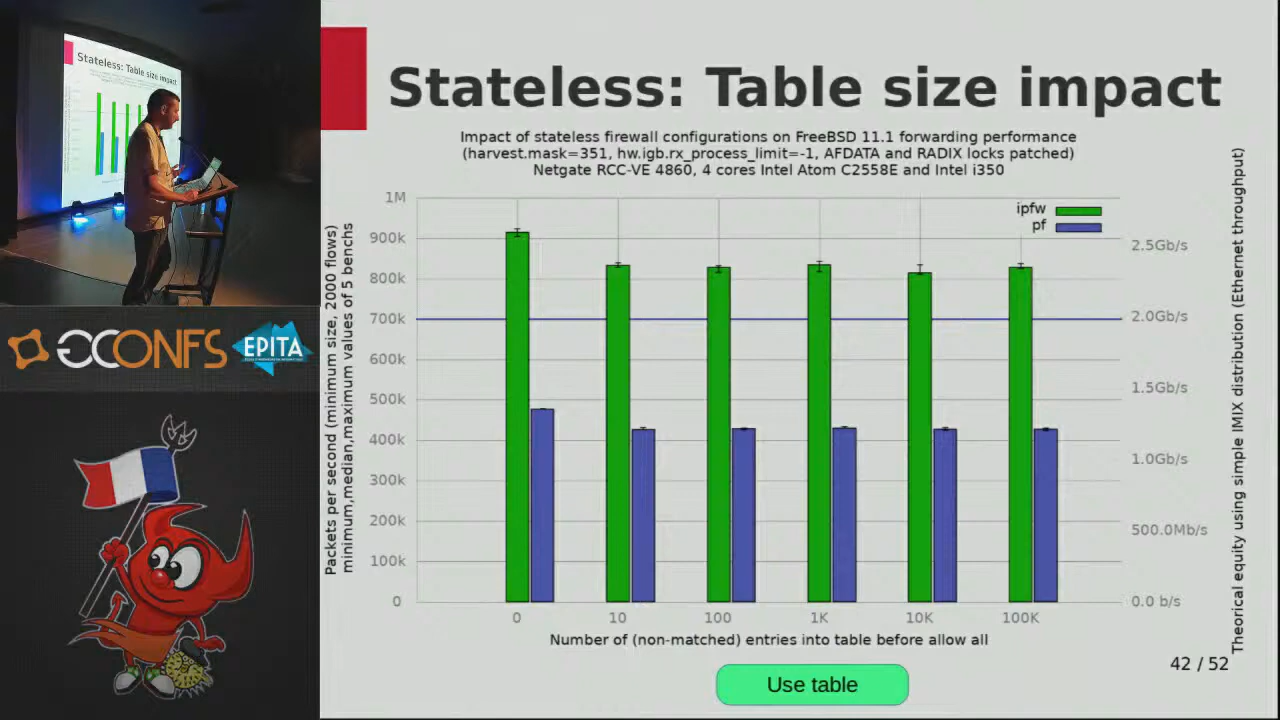 Stateless: Table size impact
Impact of stateless firewall configurations on FreeBSD 11.1 forwarding performance
(harvest.mask=351, hw.igb.rx_process_limit=-1, AFDATA and RADIX locks patched)
Netgate RCC-VE 4860, 4 cores Intel Atom C2558E and Intel i350
Packets per second (minimum size, 2000 flows)
minimum,median,maximum values of 5 benchs
1M
900k
800k
700k
600k
500k
400k
300k
200k
100k
0
ipfw
pf
2.5Gb/s
2.0Gb/s
1.5Gb/s
1.0Gb/s
500.0Mb/s
0.0 b/s
Theorical equity using simple IMIX distribution (Ethernet throughput)
0 10 100 1K 10K 100K
Number of (non-matched) entries into table before allow all
42 / 52
Use table
Stateless: Table size impact
GCONFS
EPITA